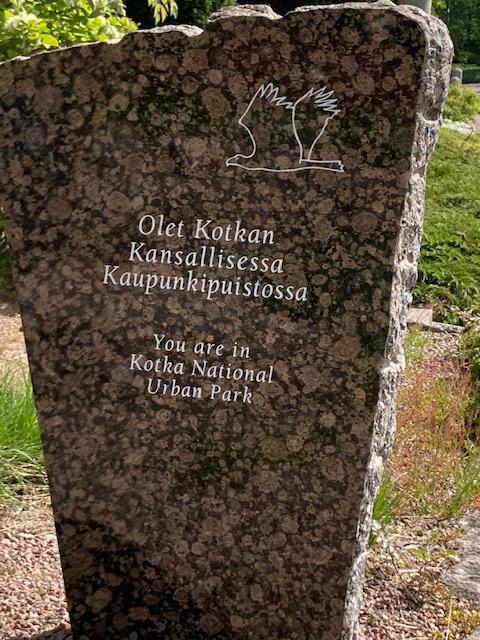 Olet Kotkan
Kansallisessa
Kaupunkipuistossa
You are in
Kotka National
Urban Park